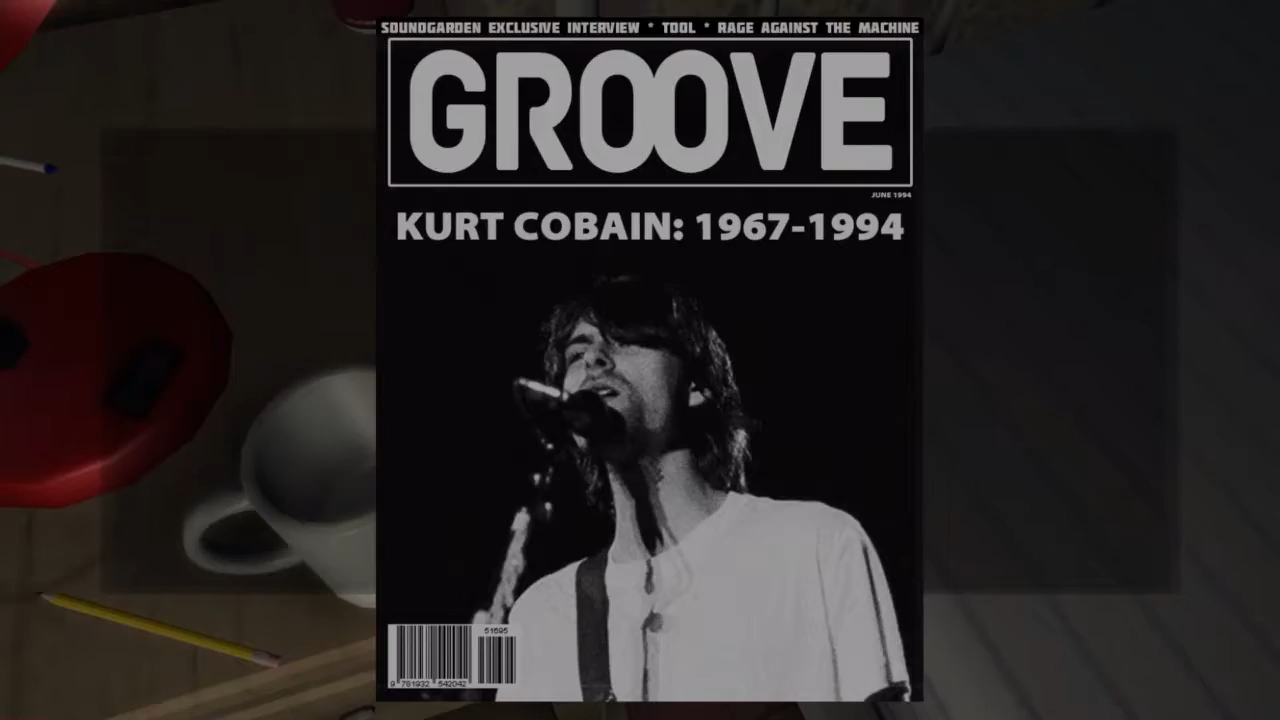 SOUNDGARDEN EXCLUSIVE INTERVIEW * TOOL * RAGE AGAINST THE MACHINE
GROOVE
JUNE 1994
KURT COBAIN: 1967-1994
51695
9 781932 542042